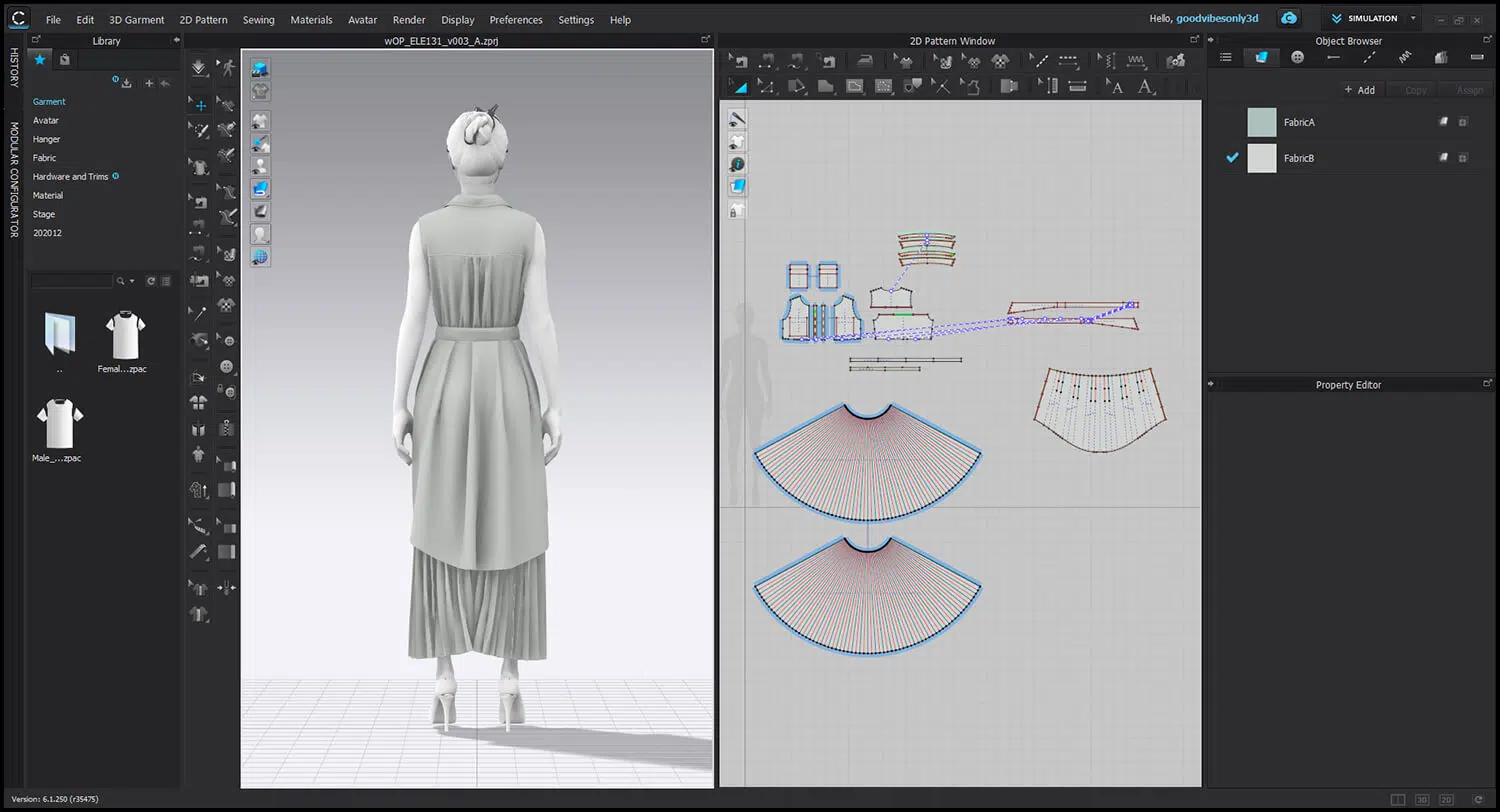 File Edit 3D Garment 2D Pattern Sewing Materials Avatar Render Display Preferences Settings Help
Hello, goodvibesonly3d
SIMULATION
HISTORY
MODULAR CONFIGURATOR
Library
Garment
Avatar
Hanger
Fabric
Hardware and Trims
Material
Stage
202012
..
Femal...zpac
Male_...zpac
wOP_ELE131_v003_A.zprj
2D Pattern Window
Object Browser
+ Add Copy Assign
FabricA
FabricB
Property Editor
Version: 6.1.250 (r35475)
3D 2D